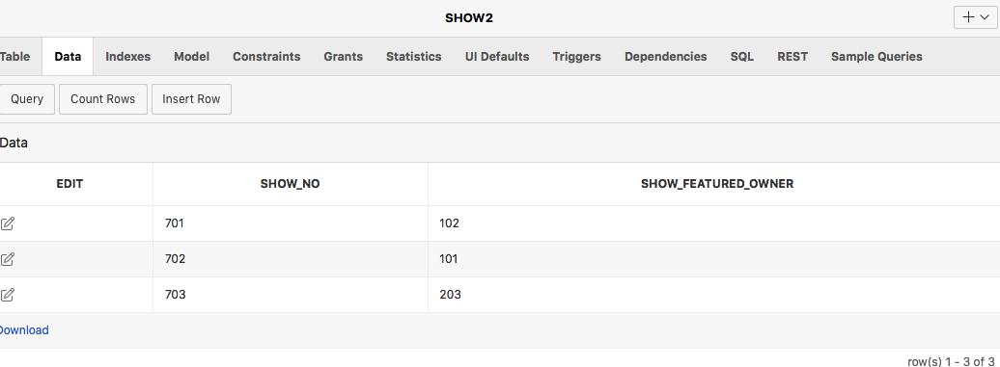 SHOW2
Table Data Indexes Model Constraints Grants Statistics UI Defaults Triggers Dependencies SQL REST Sample Queries
Query Count Rows Insert Row
Data
EDIT SHOW_NO SHOW_FEATURED_OWNER
701 102
702 101
703 203
Download
row(s) 1 - 3 of 3